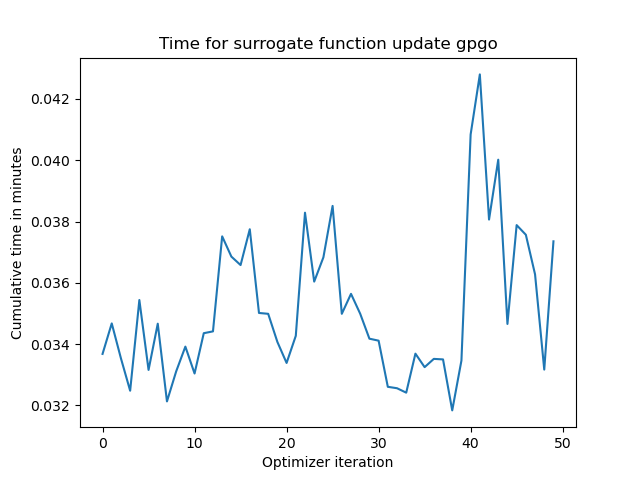 Time for surrogate function update gpgo
Cumulative time in minutes
0.042
0.040
0.038
0.036
0.034
0.032
0 10 20 30 40 50
Optimizer iteration